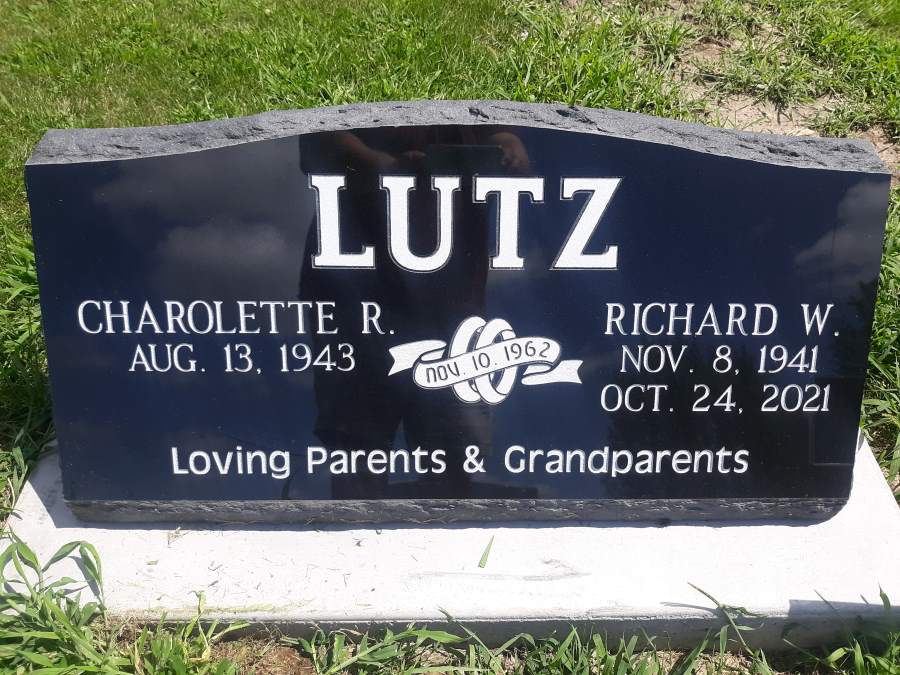 LUTZ
CHAROLETTE R.
AUG. 13, 1943
NOV. 10, 1962
RICHARD W.
NOV. 8, 1941
OCT. 24, 2021
Loving Parents & Grandparents